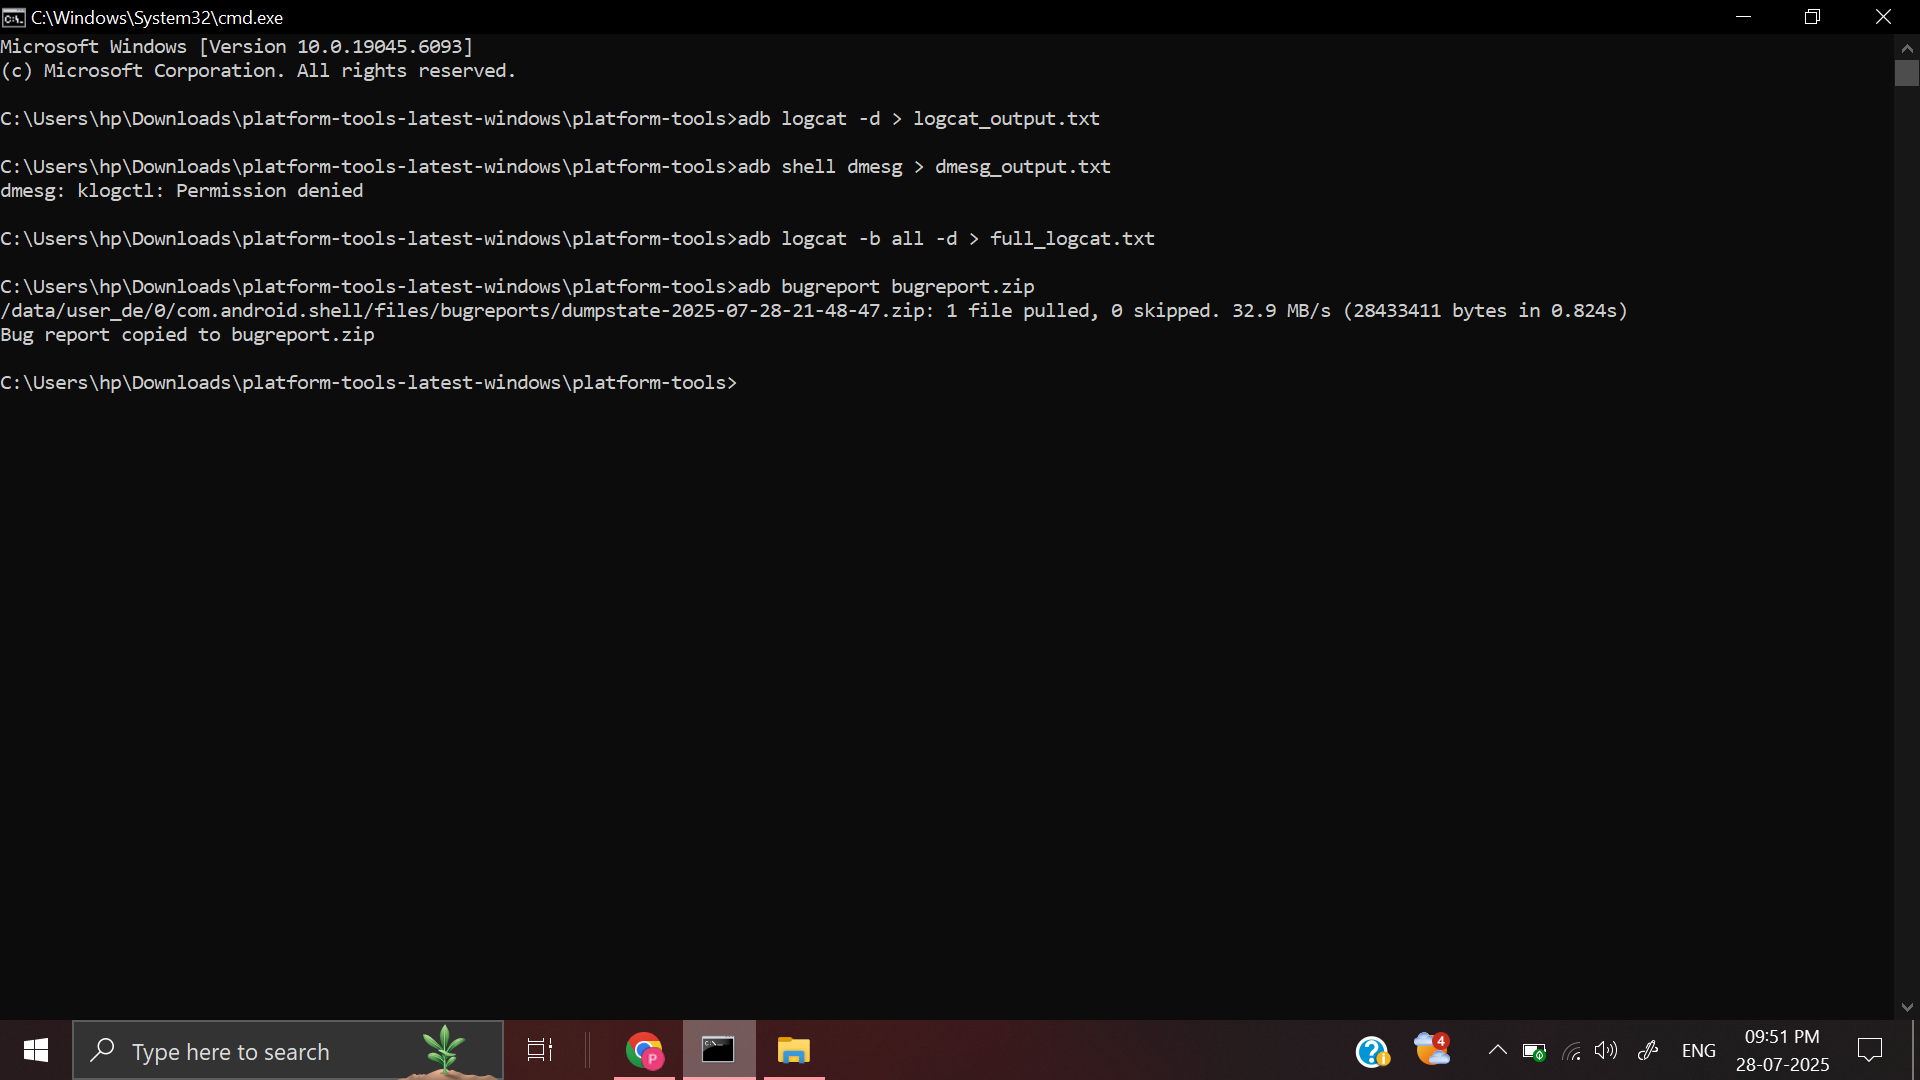 C:\Windows\System32\cmd.exe
Microsoft Windows [Version 10.0.19045.6093]
(c) Microsoft Corporation. All rights reserved.
C:\Users\hp\Downloads\platform-tools-latest-windows\platform-tools>adb logcat -d > logcat_output.txt
C:\Users\hp\Downloads\platform-tools-latest-windows\platform-tools>adb shell dmesg > dmesg_output.txt
dmesg: klogctl: Permission denied
C:\Users\hp\Downloads\platform-tools-latest-windows\platform-tools>adb logcat -b all -d > full_logcat.txt
C:\Users\hp\Downloads\platform-tools-latest-windows\platform-tools>adb bugreport bugreport.zip
/data/user_de/0/com.android.shell/files/bugreports/dumpstate-2025-07-28-21-48-47.zip: 1 file pulled, 0 skipped. 32.9 MB/s (28433411 bytes in 0.824s)
Bug report copied to bugreport.zip
C:\Users\hp\Downloads\platform-tools-latest-windows\platform-tools>
Type here to search
P
4
ENG
09:51 PM
28-07-2025